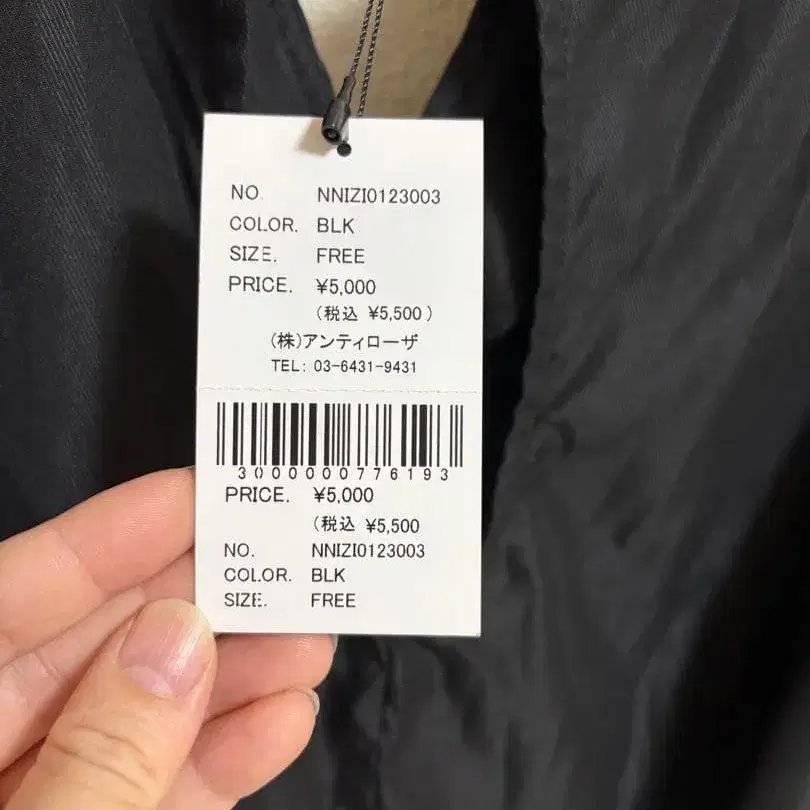 NO. NNIZI0123003
COLOR. BLK
SIZE. FREE
PRICE. ¥5,000
(税込 ¥5,500)
(株)アンティローザ
TEL: 03-6431-9431
3000000776193
PRICE. ¥5,000
(税込 ¥5,500
NO. NNIZI0123003
COLOR. BLK
SIZE. FREE